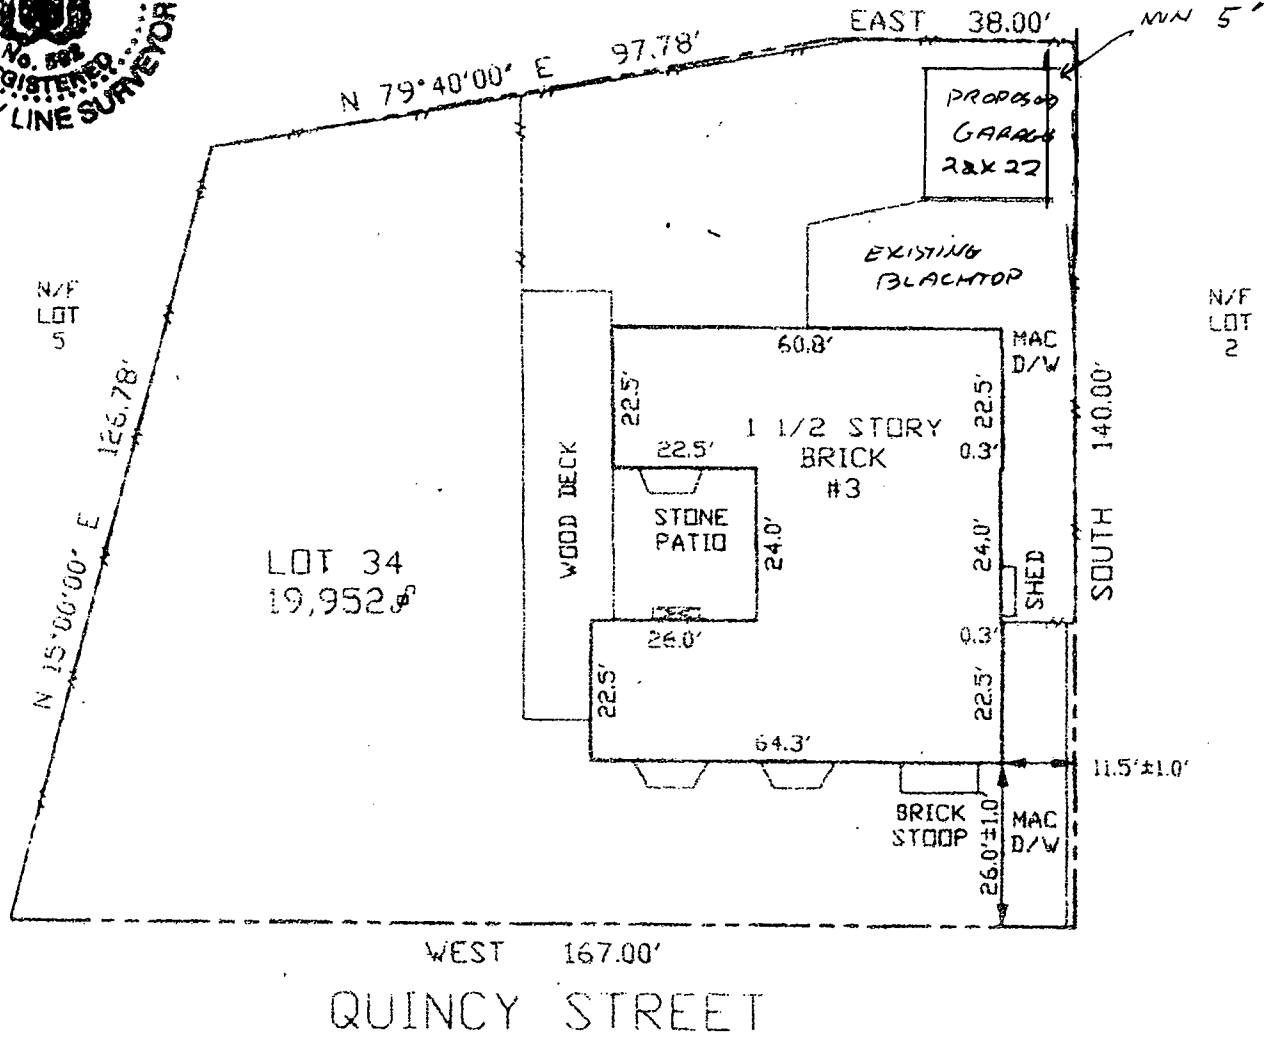 No. 592
REGISTERED
LINE SURVEYOR
EAST 38.00'
MIN 5'
N 79°40'00" E 97.78'
PROPOSED
GARAGE
22X22
EXISTING
BLACKTOP
N/F
LOT
5
N/F
LOT
2
60.8'
MAC
D/W
22.5'
22.5'
1 1/2 STORY
BRICK
#3
22.5'
0.3'
126.78'
140.00'
WOOD DECK
STONE
PATIO
24.0'
24.0'
SHED
SOUTH
LOT 34
19,952
N 15°00'00" E
26.0'
0.3'
22.5'
22.5'
64.3'
11.5'±1.0'
BRICK
STOOP
26.0'±1.0'
MAC
D/W
WEST 167.00'
QUINCY STREET